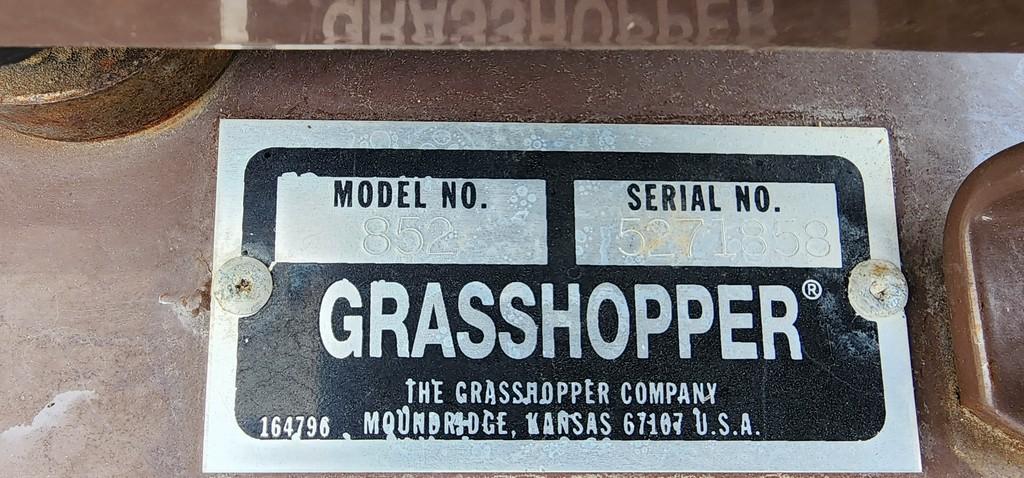 GRASSHOPPER
MODEL NO. SERIAL NO.
852 5271858
GRASSHOPPER®
THE GRASSHOPPER COMPANY
164796 MOUNDRIDGE, KANSAS 67107 U.S.A.